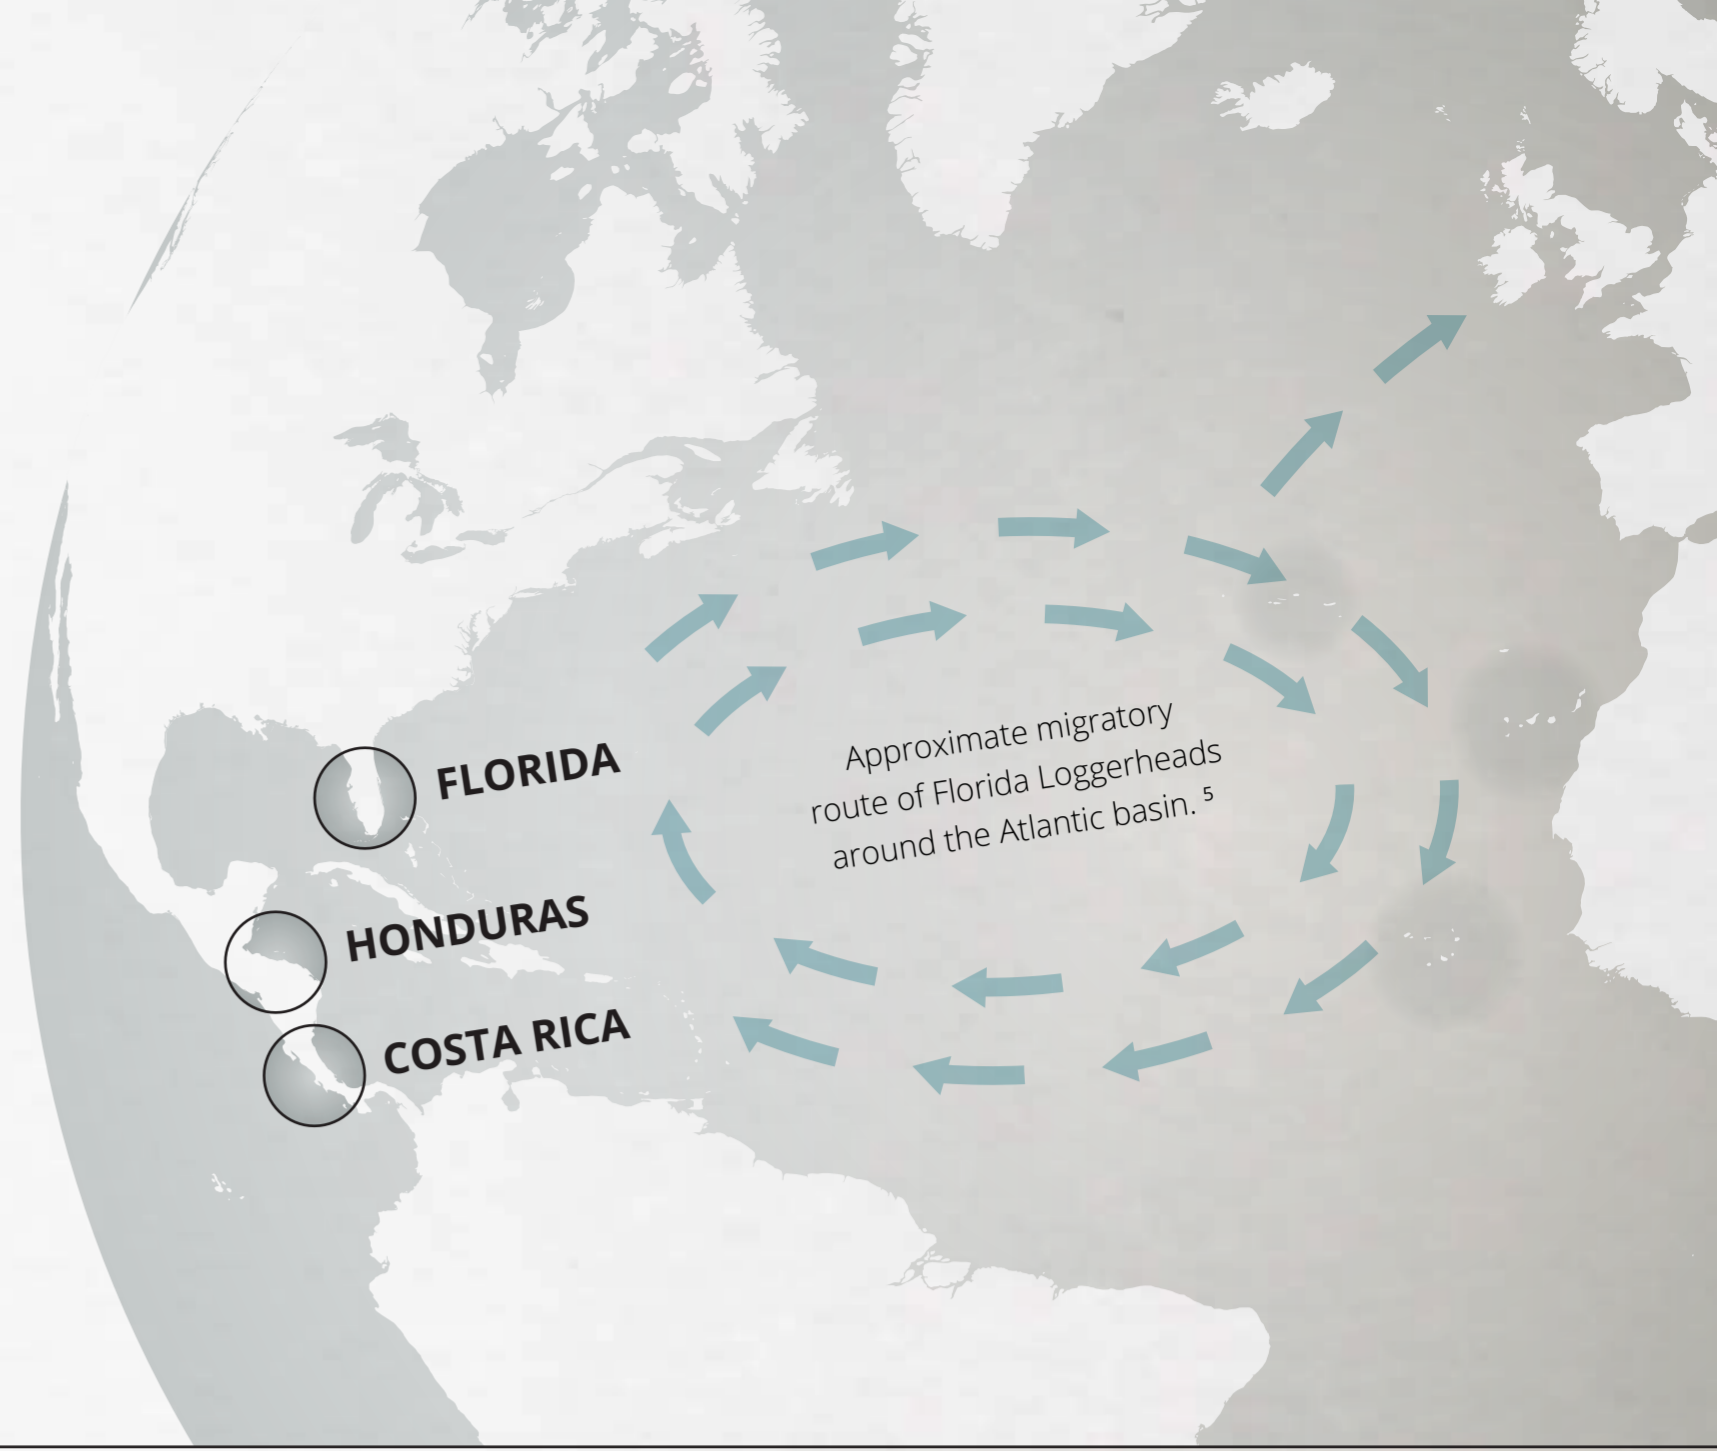 FLORIDA
HONDURAS
COSTA RICA
Approximate migratory
route of Florida Loggerheads
around the Atlantic basin. ⁵